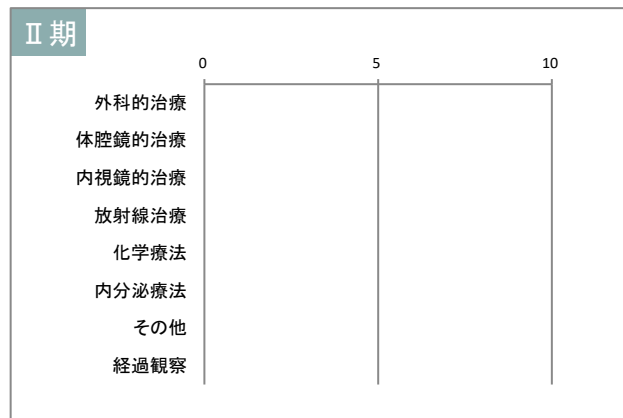 Ⅱ期
0 5 10
外科的治療
体腔鏡的治療
内視鏡的治療
放射線治療
化学療法
内分泌療法
その他
経過観察